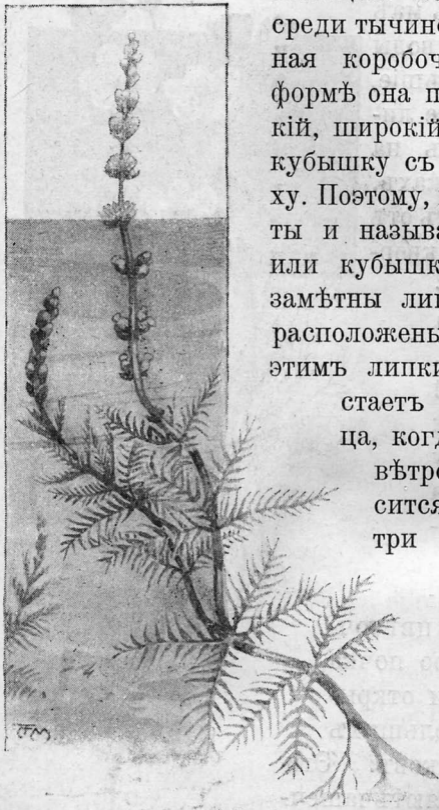 среди тычино
ная коробоч
формѣ она п
кій, широкій
кубышку съ
ху. Поэтому,
ты и называ
или кубышк
замѣтны ли
расположены
этимъ липки
стаетъ
ца, когд
вѣтро
сится
три